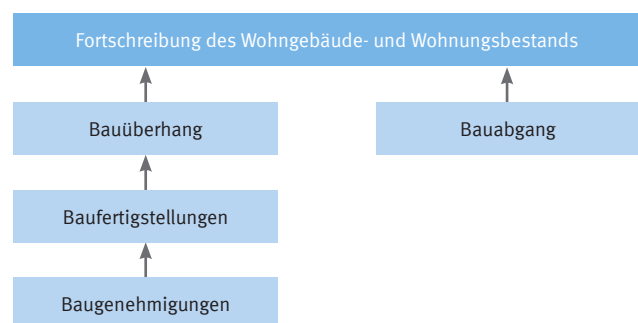 Fortschreibung des Wohngebäude- und Wohnungsbestands
Bauüberhang
Bauabgang
Baufertigstellungen
Baugenehmigungen